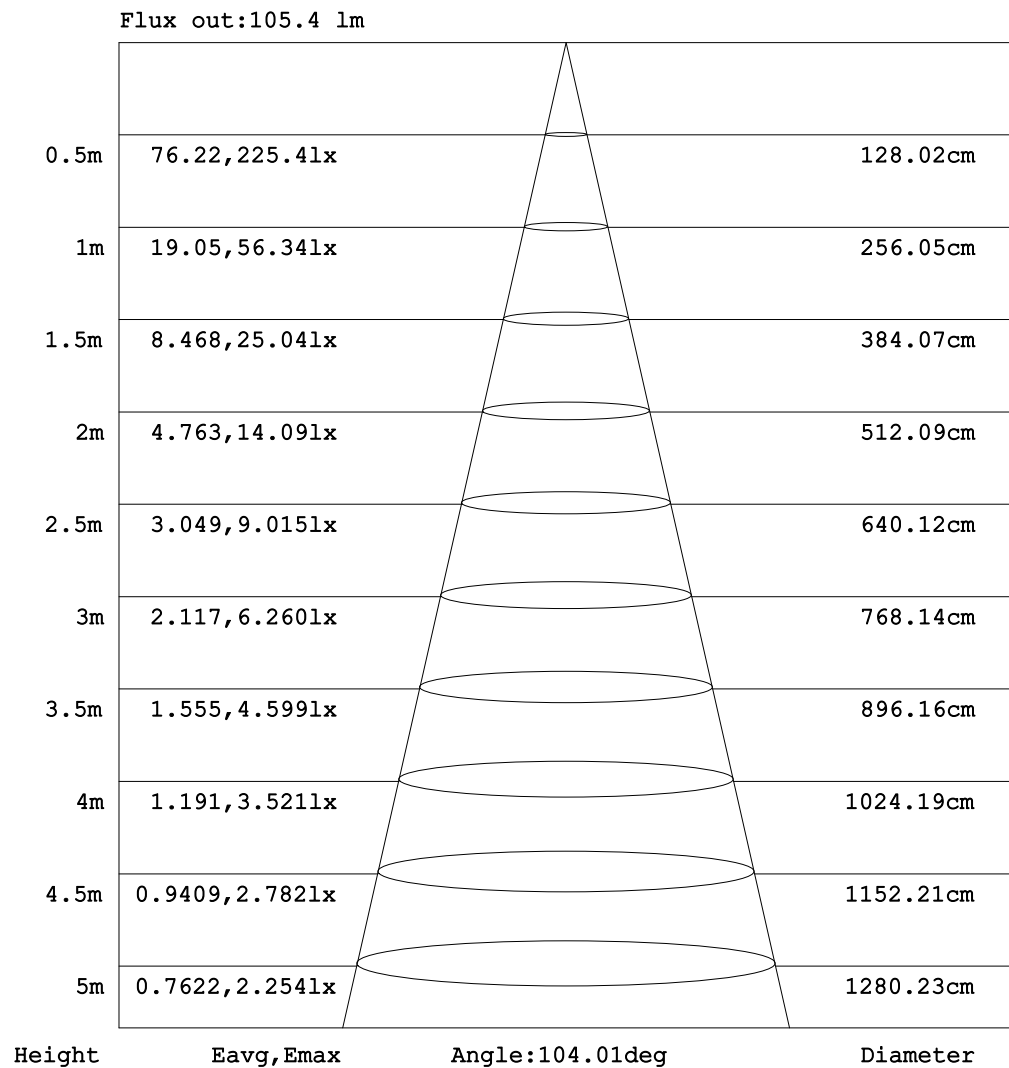 Flux out:105.4 lm
0.5m 76.22,225.4lx 128.02cm
1m 19.05,56.34lx 256.05cm
1.5m 8.468,25.04lx 384.07cm
2m 4.763,14.09lx 512.09cm
2.5m 3.049,9.015lx 640.12cm
3m 2.117,6.260lx 768.14cm
3.5m 1.555,4.599lx 896.16cm
4m 1.191,3.521lx 1024.19cm
4.5m 0.9409,2.782lx 1152.21cm
5m 0.7622,2.254lx 1280.23cm
Height Eavg,Emax Angle:104.01deg Diameter